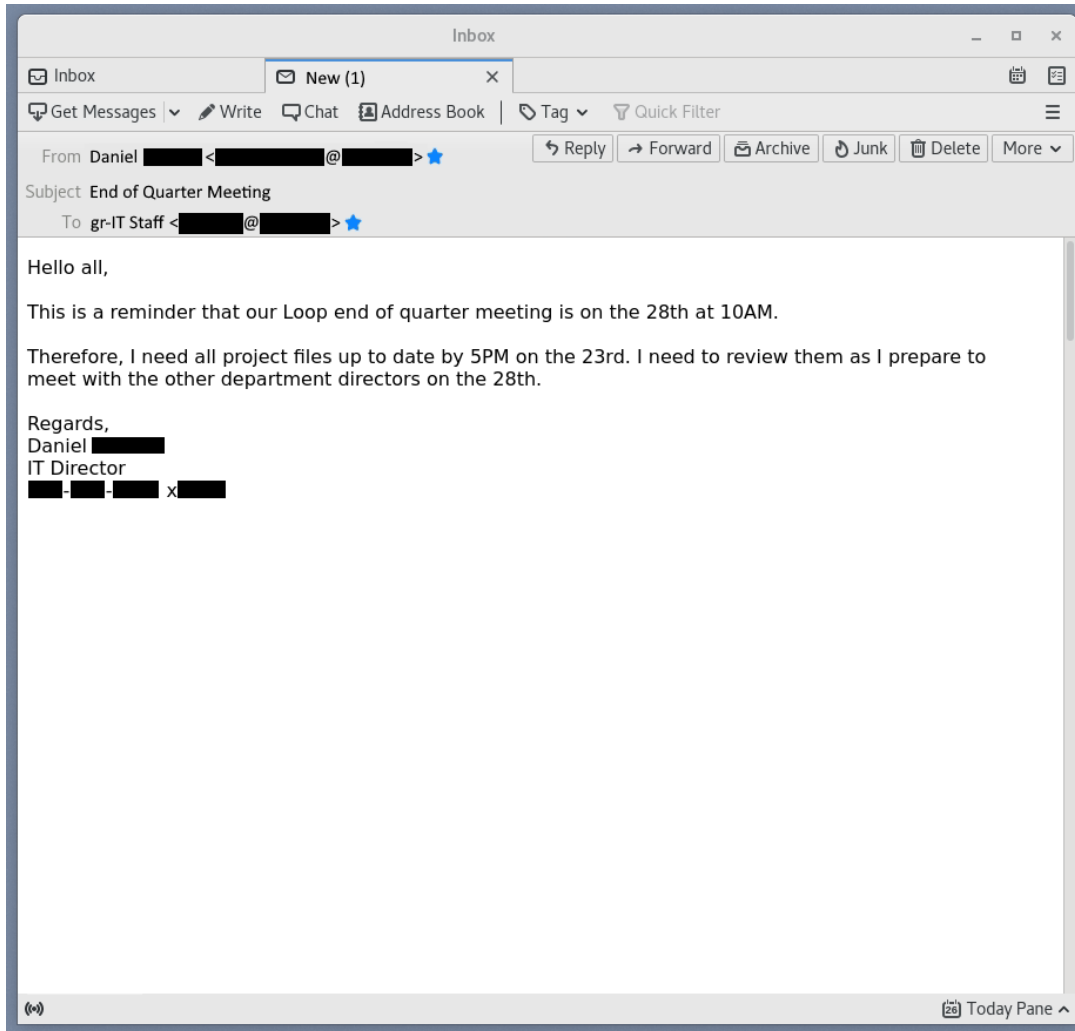 Inbox
Inbox
New (1)
Get Messages Write Chat Address Book Tag Quick Filter
From Daniel < @ >
Reply Forward Archive Junk Delete More
Subject End of Quarter Meeting
To gr-IT Staff < @ >
Hello all,
This is a reminder that our Loop end of quarter meeting is on the 28th at 10AM.
Therefore, I need all project files up to date by 5PM on the 23rd. I need to review them as I prepare to
meet with the other department directors on the 28th.
Regards,
Daniel
IT Director
- - x
26 Today Pane